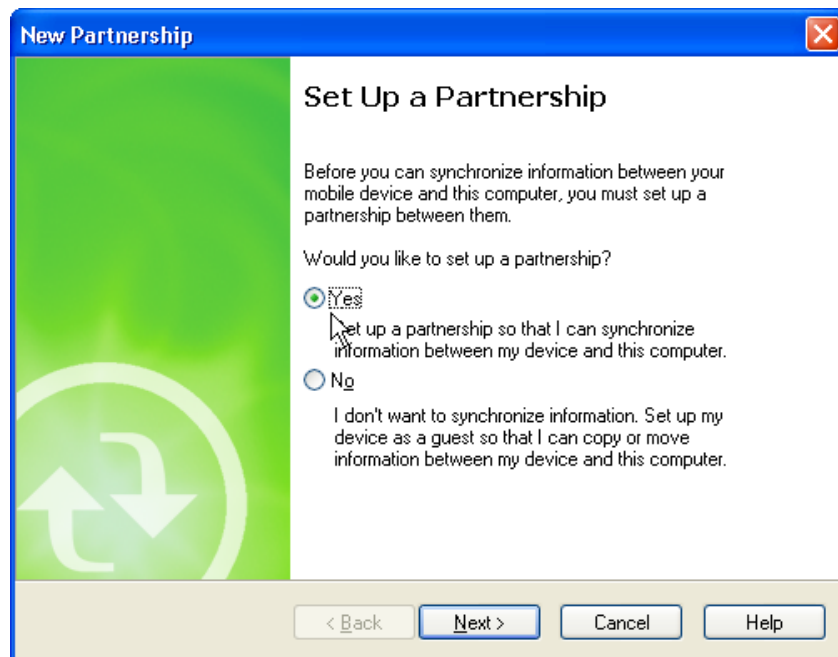 New Partnership
Set Up a Partnership
Before you can synchronize information between your
mobile device and this computer, you must set up a
partnership between them.
Would you like to set up a partnership?
Yes
Set up a partnership so that I can synchronize
information between my device and this computer.
No
I don't want to synchronize information. Set up my
device as a guest so that I can copy or move
information between my device and this computer.
< Back Next > Cancel Help